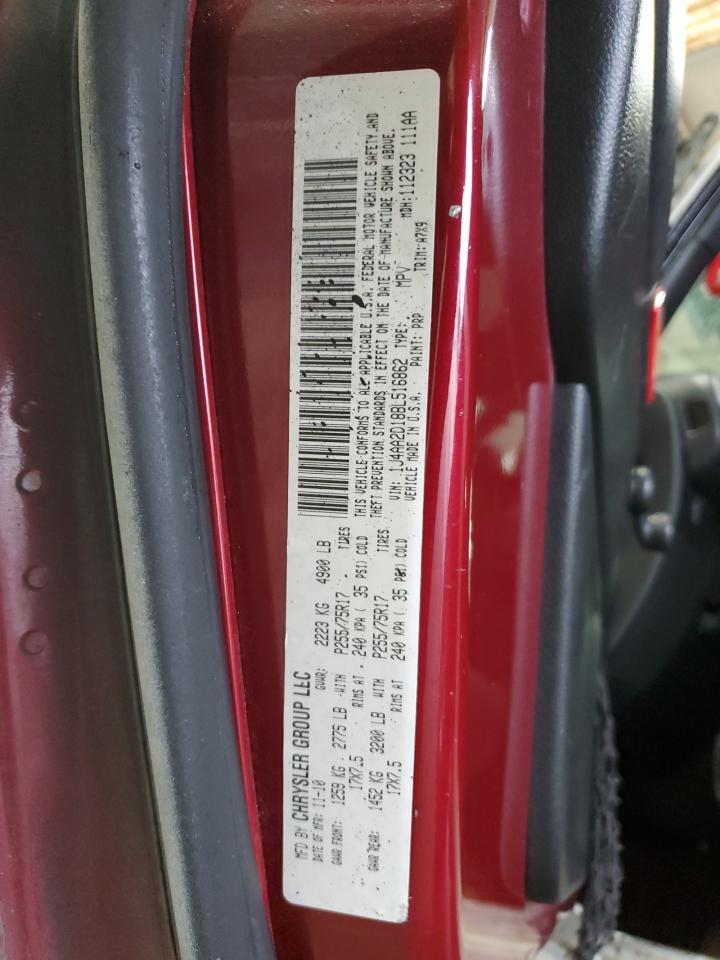 MFD BY CHRYSLER GROUP LLC
DATE OF MFR: 11-10 GVWR: 2223 KG 4900 LB
GAWR FRONT: 1259 KG 2775 LB WITH P255/75R17 TIRES
17X7.5 RIMS AT 240 KPA ( 35 PSI) COLD
GAWR REAR: 1452 KG 3200 LB WITH P255/75R17 TIRES
17X7.5 RIMS AT 240 KPA ( 35 PSI) COLD
THIS VEHICLE CONFORMS TO ALL APPLICABLE U.S.A. FEDERAL MOTOR VEHICLE SAFETY AND
THEFT PREVENTION STANDARDS IN EFFECT ON THE DATE OF MANUFACTURE SHOWN ABOVE.
VIN: 1J4AA2D18BL516862 TYPE: MPV MDH: 112323 111AA
VEHICLE MADE IN U.S.A. PAINT: PRP TRIM: A7X9